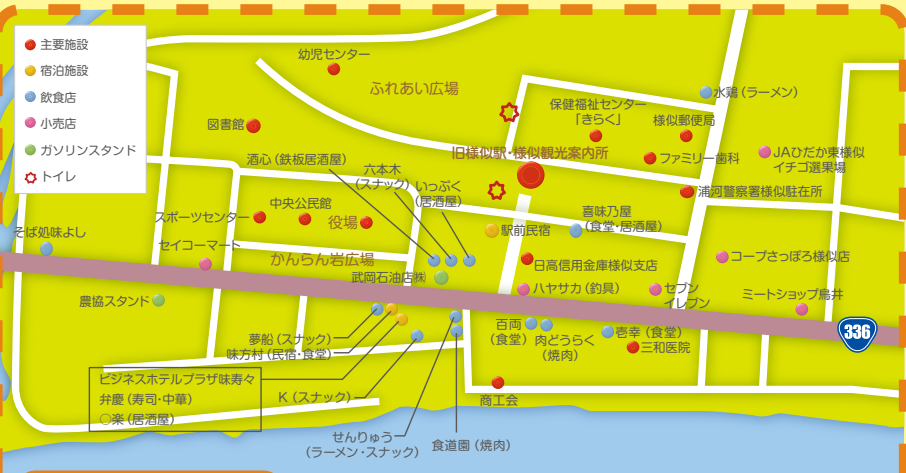 主要施設
宿泊施設
飲食店
小売店
ガソリンスタンド
トイレ
幼児センター
ふれあい広場
水鶏（ラーメン）
保健福祉センター
「きらく」
様似郵便局
図書館
旧様似駅・様似観光案内所
ファミリー歯科
JAひだか東様似
イチゴ選果場
酒心（鉄板居酒屋）
六本木
（スナック）
いっぷく
（居酒屋）
浦河警察署様似駐在所
中央公民館
スポーツセンター
役場
喜味乃屋
（食堂・居酒屋）
駅前民宿
そば処味よし
セイコーマート
かんらん岩広場
武岡石油店㈱
日高信用金庫様似支店
コープさっぽろ様似店
農協スタンド
ハヤサカ（釣具）
セブン
イレブン
ミートショップ鳥井
336
夢船（スナック）
味方村（民宿・食堂）
百両
（食堂）
肉どうらく
（焼肉）
壱幸（食堂）
三和医院
ビジネスホテルプラザ味寿々
弁慶（寿司・中華）
○楽（居酒屋）
K（スナック）
商工会
せんりゅう
（ラーメン・スナック）
食道園（焼肉）